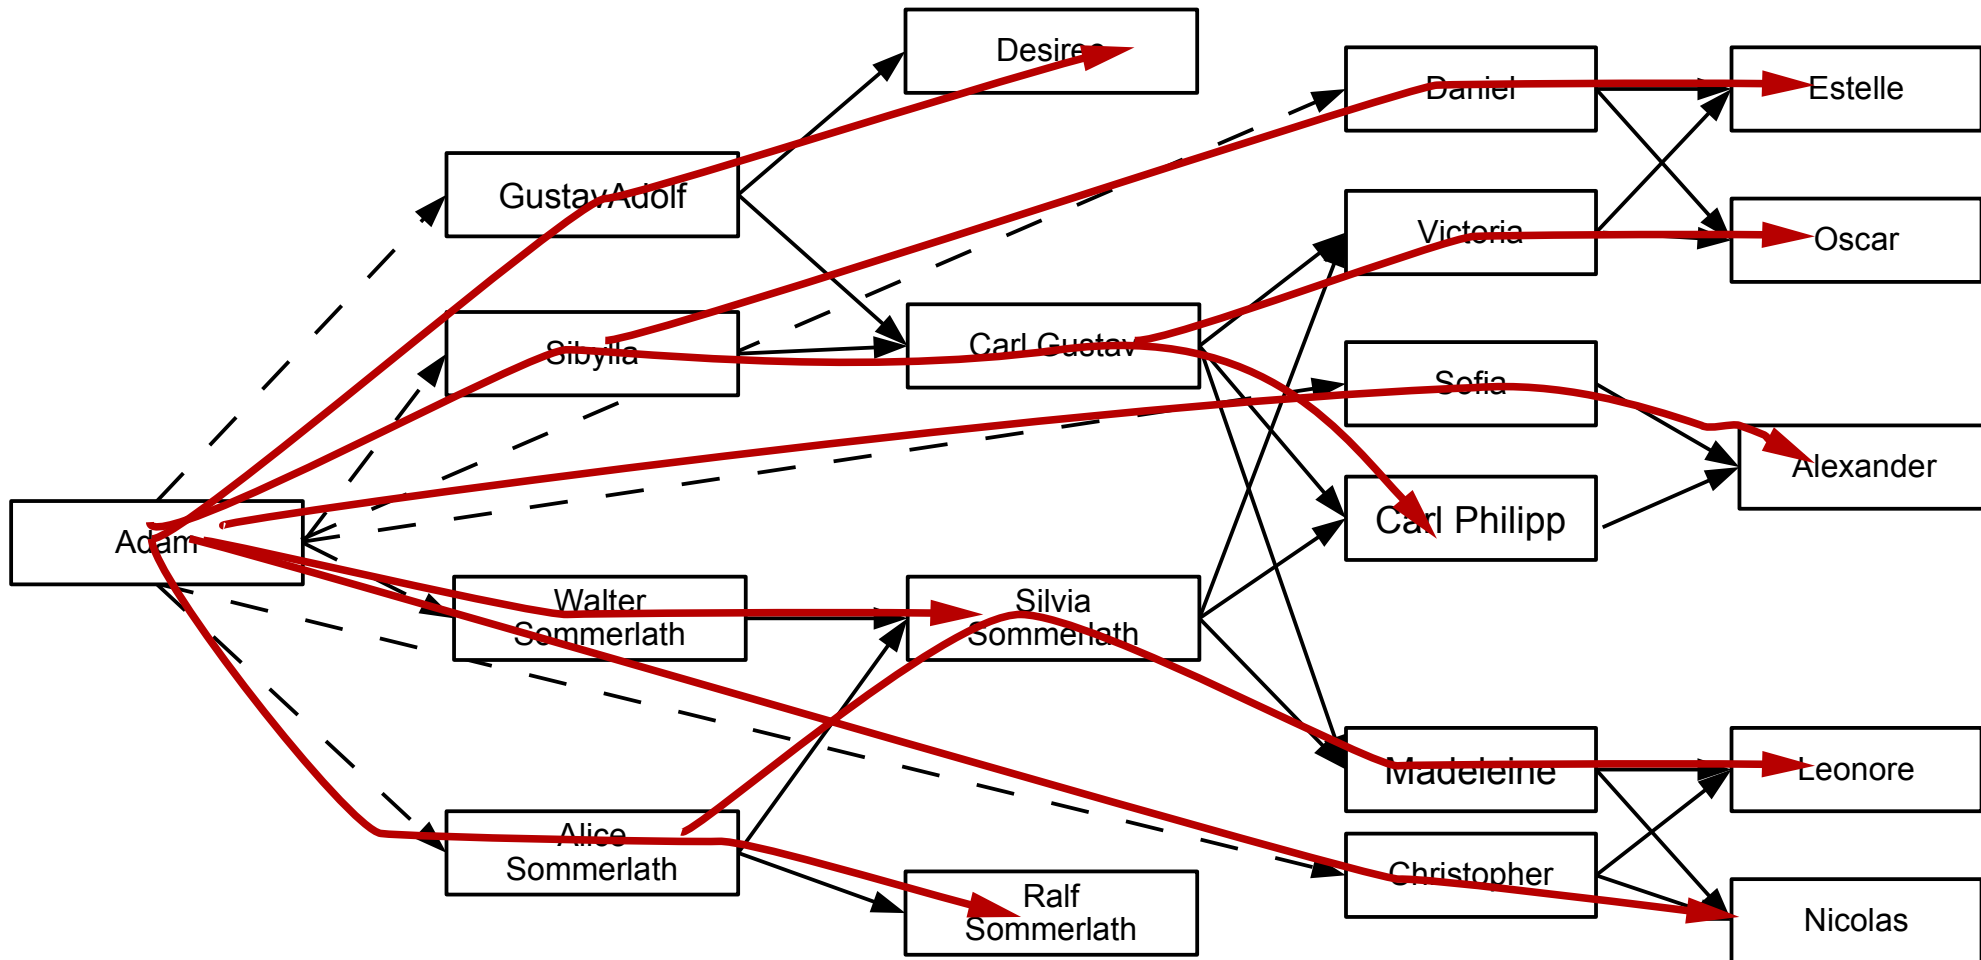 Desiree
Daniel
Estelle
GustavAdolf
Victoria
Oscar
Sibylla
Carl Gustav
Sofia
Alexander
Adam
Carl Philipp
Walter
Sommerlath
Silvia
Sommerlath
Madeleine
Leonore
Alice
Sommerlath
Christopher
Ralf
Sommerlath
Nicolas